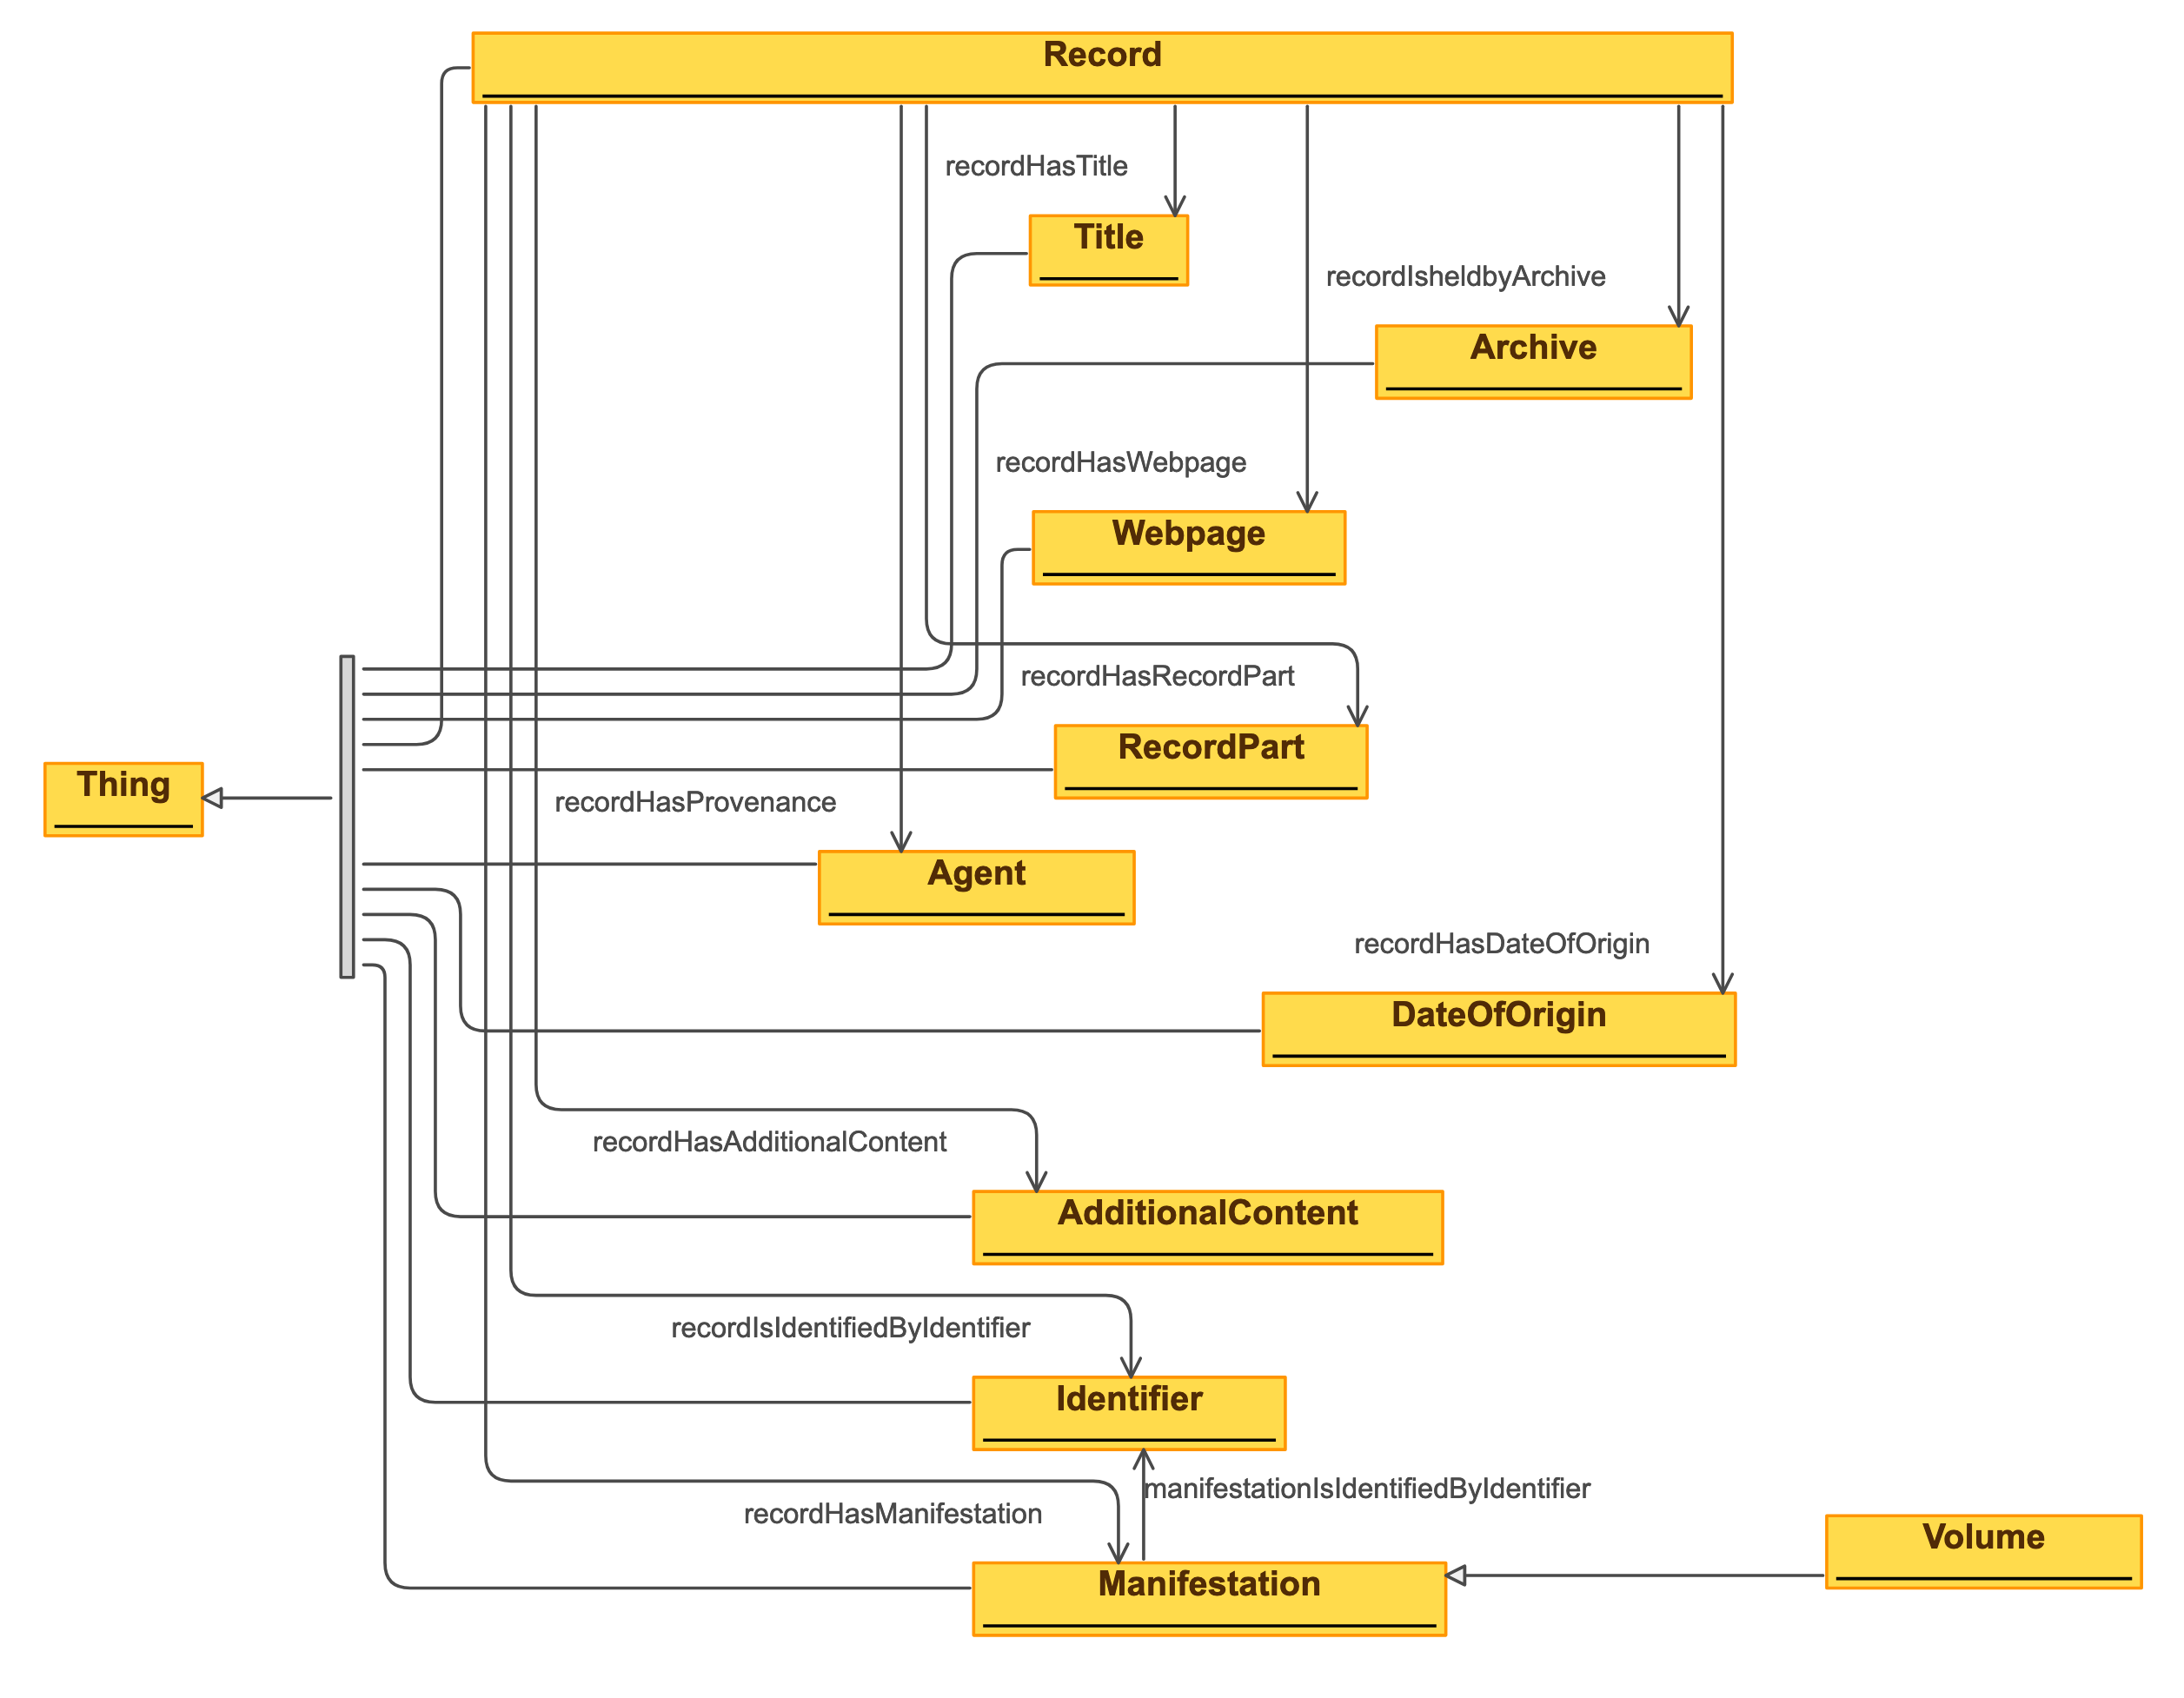 Record
recordHasTitle
Title
recordIsheldbyArchive
Archive
recordHasWebpage
Webpage
recordHasRecordPart
RecordPart
Thing
recordHasProvenance
Agent
recordHasDateOfOrigin
DateOfOrigin
recordHasAdditionalContent
AdditionalContent
recordIsIdentifiedByIdentifier
Identifier
manifestationIsIdentifiedByIdentifier
recordHasManifestation
Volume
Manifestation